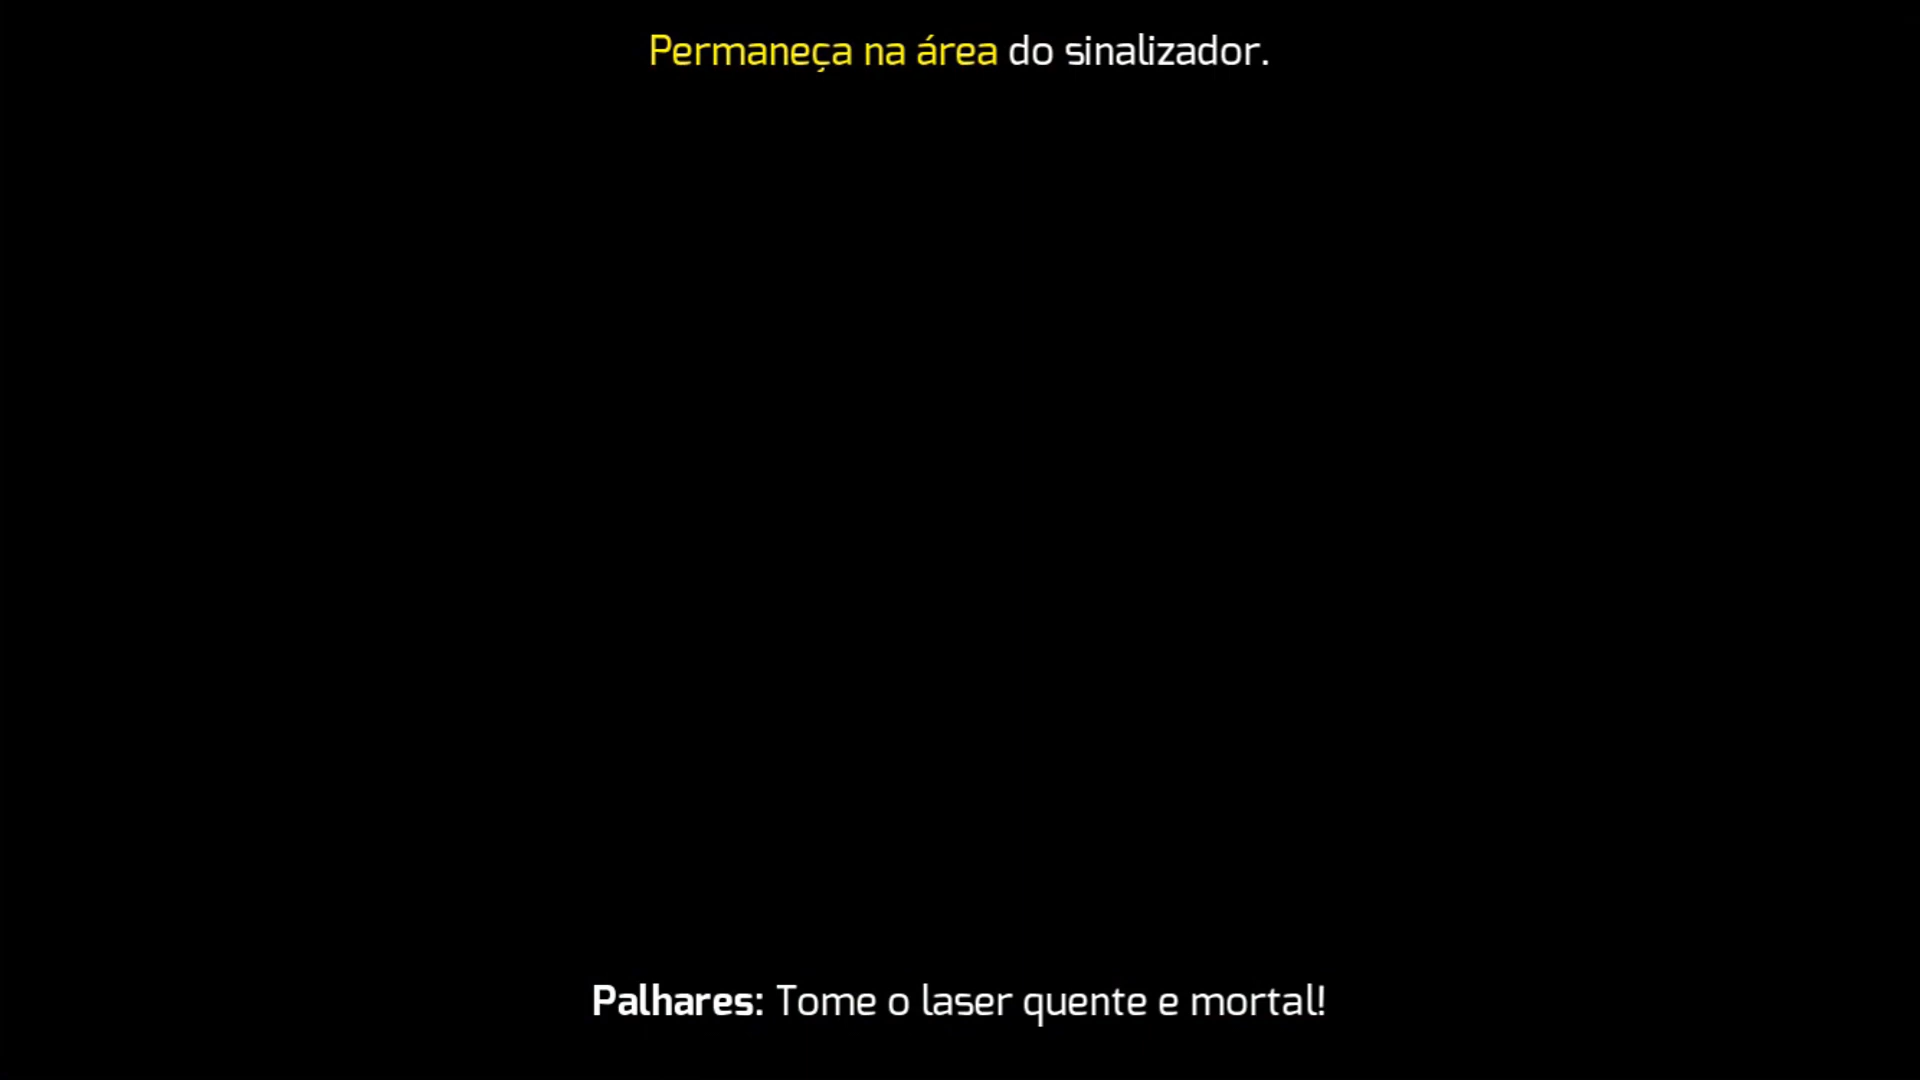 Permaneça na área do sinalizador.
Palhares: Tome o laser quente e mortal!